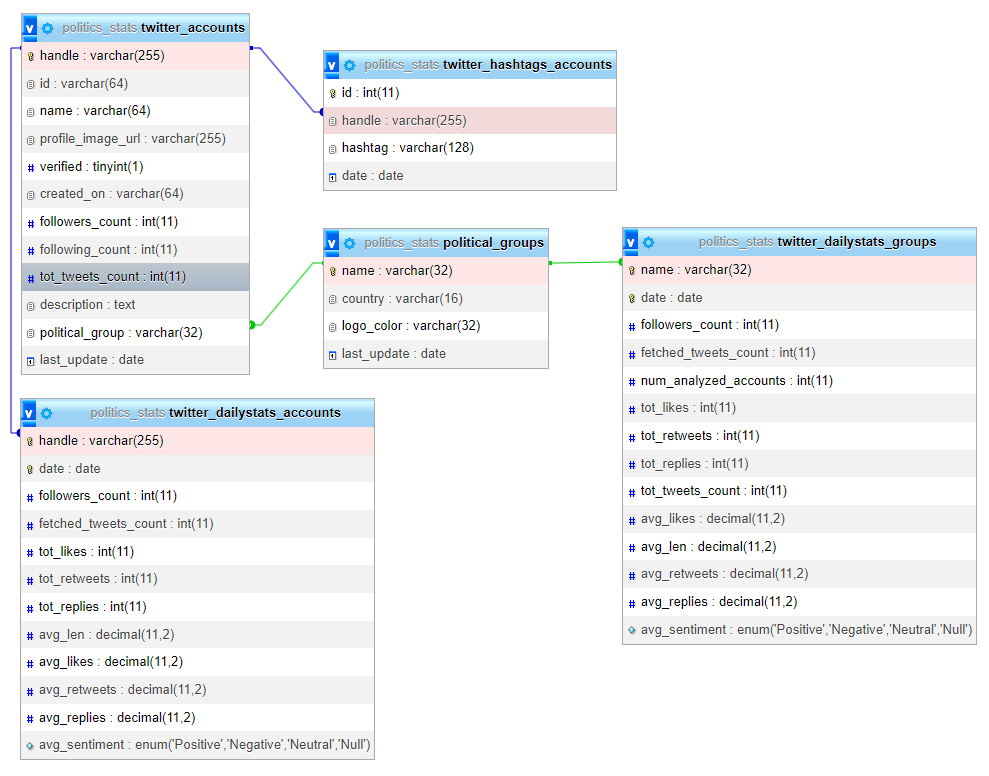 politics_stats twitter_accounts
handle : varchar(255)
id : varchar(64)
name : varchar(64)
profile_image_url : varchar(255)
verified : tinyint(1)
created_on : varchar(64)
followers_count : int(11)
following_count : int(11)
tot_tweets_count : int(11)
description : text
political_group : varchar(32)
last_update : date
v politics_stats twitter_hashtags_accounts
id : int(11)
handle : varchar(255)
hashtag : varchar(128)
date : date
v politics_stats political_groups
name : varchar(32)
country : varchar(16)
logo_color : varchar(32)
last_update : date
v politics_stats twitter_dailystats_groups
name : varchar(32)
date : date
followers_count : int(11)
fetched_tweets_count : int(11)
num_analyzed_accounts : int(11)
tot_likes : int(11)
tot_retweets : int(11)
tot_replies : int(11)
tot_tweets_count : int(11)
avg_likes : decimal(11,2)
avg_len : decimal(11,2)
avg_retweets : decimal(11,2)
avg_replies : decimal(11,2)
avg_sentiment : enum('Positive','Negative','Neutral','Null')
v politics_stats twitter_dailystats_accounts
handle : varchar(255)
date : date
followers_count : int(11)
fetched_tweets_count : int(11)
tot_likes : int(11)
tot_retweets : int(11)
tot_replies : int(11)
avg_len : decimal(11,2)
avg_likes : decimal(11,2)
avg_retweets : decimal(11,2)
avg_replies : decimal(11,2)
avg_sentiment : enum('Positive','Negative','Neutral','Null')